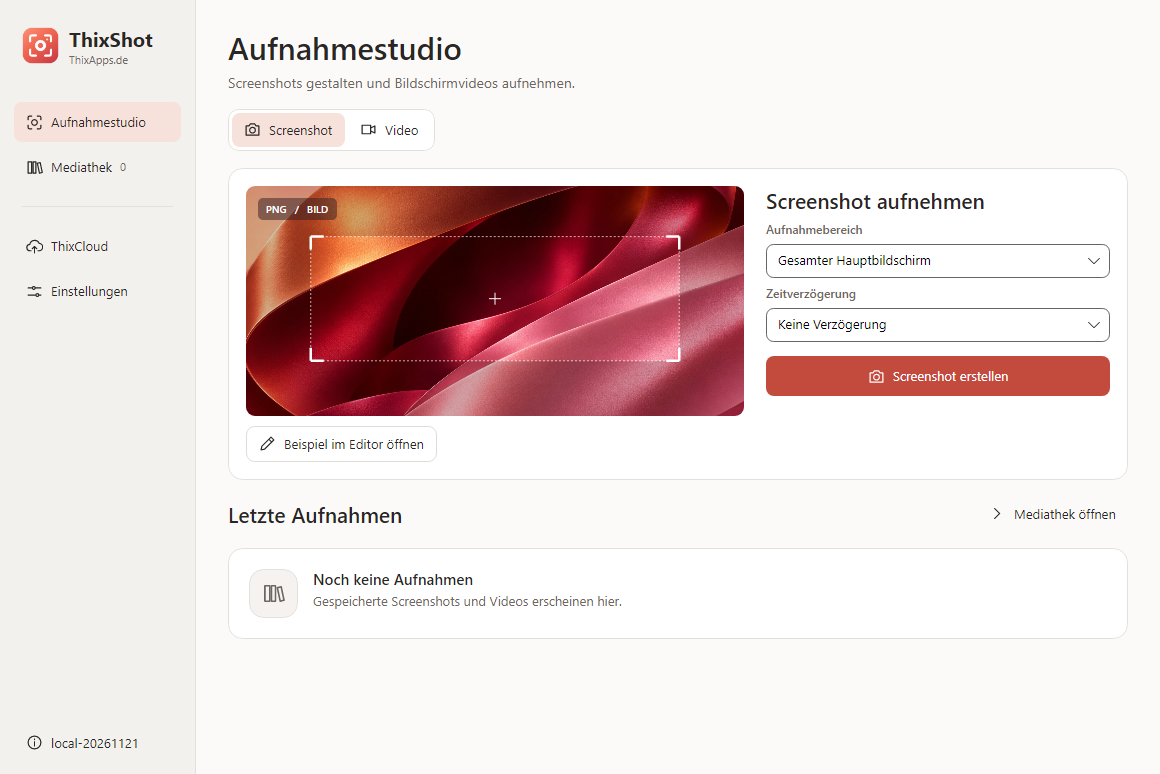 ThixShot
ThixApps.de
Aufnahmestudio
Mediathek 0
ThixCloud
Einstellungen
local-20261121
Aufnahmestudio
Screenshots gestalten und Bildschirmvideos aufnehmen.
Screenshot
Video
PNG / BILD
Beispiel im Editor öffnen
Screenshot aufnehmen
Aufnahmebereich
Gesamter Hauptbildschirm
Zeitverzögerung
Keine Verzögerung
Screenshot erstellen
Letzte Aufnahmen
Mediathek öffnen
Noch keine Aufnahmen
Gespeicherte Screenshots und Videos erscheinen hier.